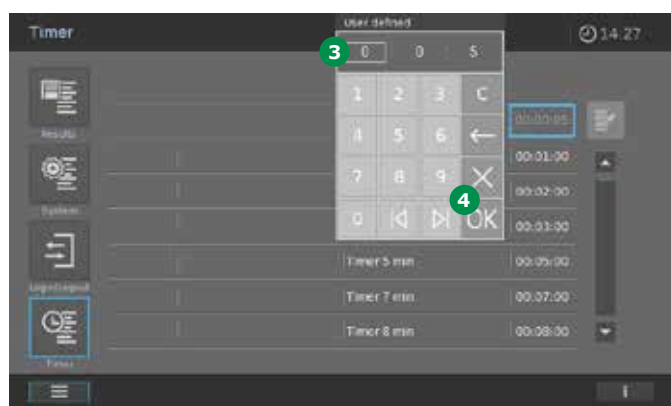 User defined
Timer
14:27
3
0 : 0 : 5
1 2 3 C
Results
00:00:05
4 5 6
00:01:00
7 8 9
00:02:00
System
4
0 OK
00:03:00
Timer 5 min
00:05:00
Login/Logout
Timer 7 min
00:07:00
Timer 8 min
00:08:00
Timer
i